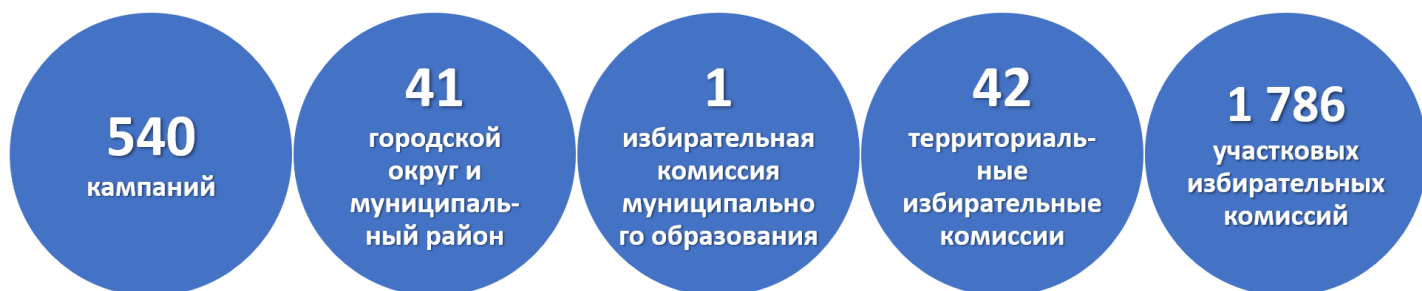 540
кампаний
41
городской
округ и
муниципаль-
ный район
1
избирательная
комиссия
муниципально
го образования
42
территориаль-
ные
избирательные
комиссии
1 786
участковых
избирательных
комиссий